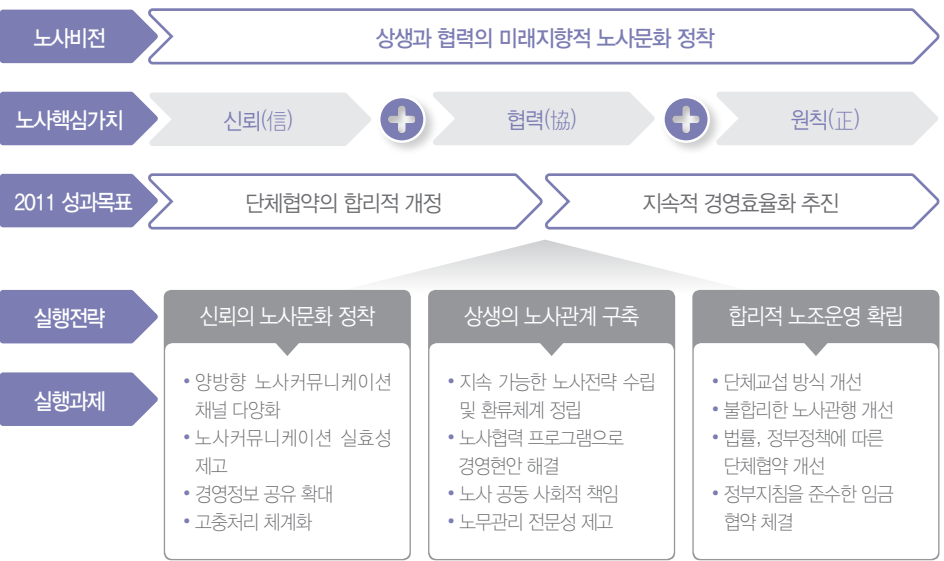 노사비전
상생과 협력의 미래지향적 노사문화 정착
노사핵심가치
신뢰(信)
협력(協)
원칙(正)
2011 성과목표
단체협약의 합리적 개정
지속적 경영효율화 추진
실행전략
신뢰의 노사문화 정착
상생의 노사관계 구축
합리적 노조운영 확립
실행과제
• 양방향 노사커뮤니케이션
채널 다양화
• 노사커뮤니케이션 실효성
제고
• 경영정보 공유 확대
• 고충처리 체계화
• 지속 가능한 노사전략 수립
및 환류체계 정립
• 노사협력 프로그램으로
경영현안 해결
• 노사 공동 사회적 책임
• 노무관리 전문성 제고
• 단체교섭 방식 개선
• 불합리한 노사관행 개선
• 법률, 정부정책에 따른
단체협약 개선
• 정부지침을 준수한 임금
협약 체결